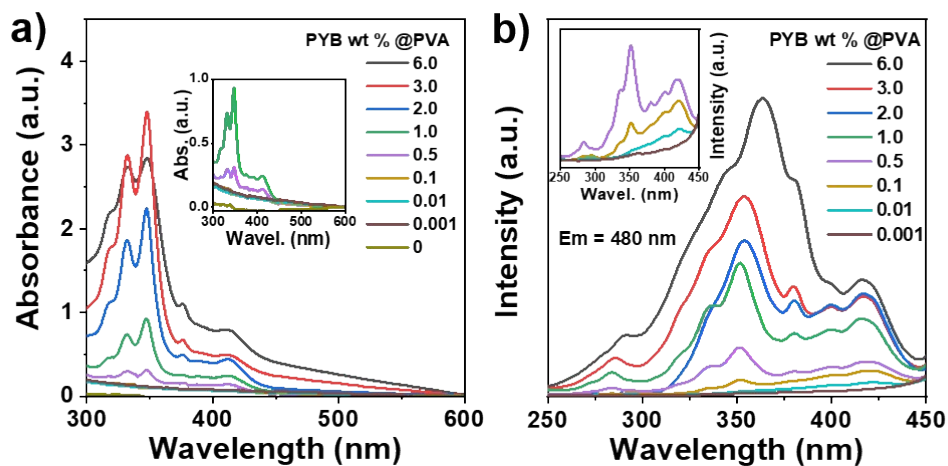 a)
PYB wt % @PVA
6.0
3.0
2.0
1.0
0.5
0.1
0.01
0.001
0
Absorbance (a.u.)
4
3
2
1
0
300
400
500
600
Wavelength (nm)
Abs. (a.u.)
1.0
0.5
0.0
300 400 500 600
Wavel. (nm)
b)
PYB wt % @PVA
6.0
3.0
2.0
1.0
0.5
0.1
0.01
0.001
Intensity (a.u.)
Intensity (a.u.)
250 300 350 400 450
Wavel. (nm)
Em = 480 nm
250
300
350
400
450
Wavelength (nm)